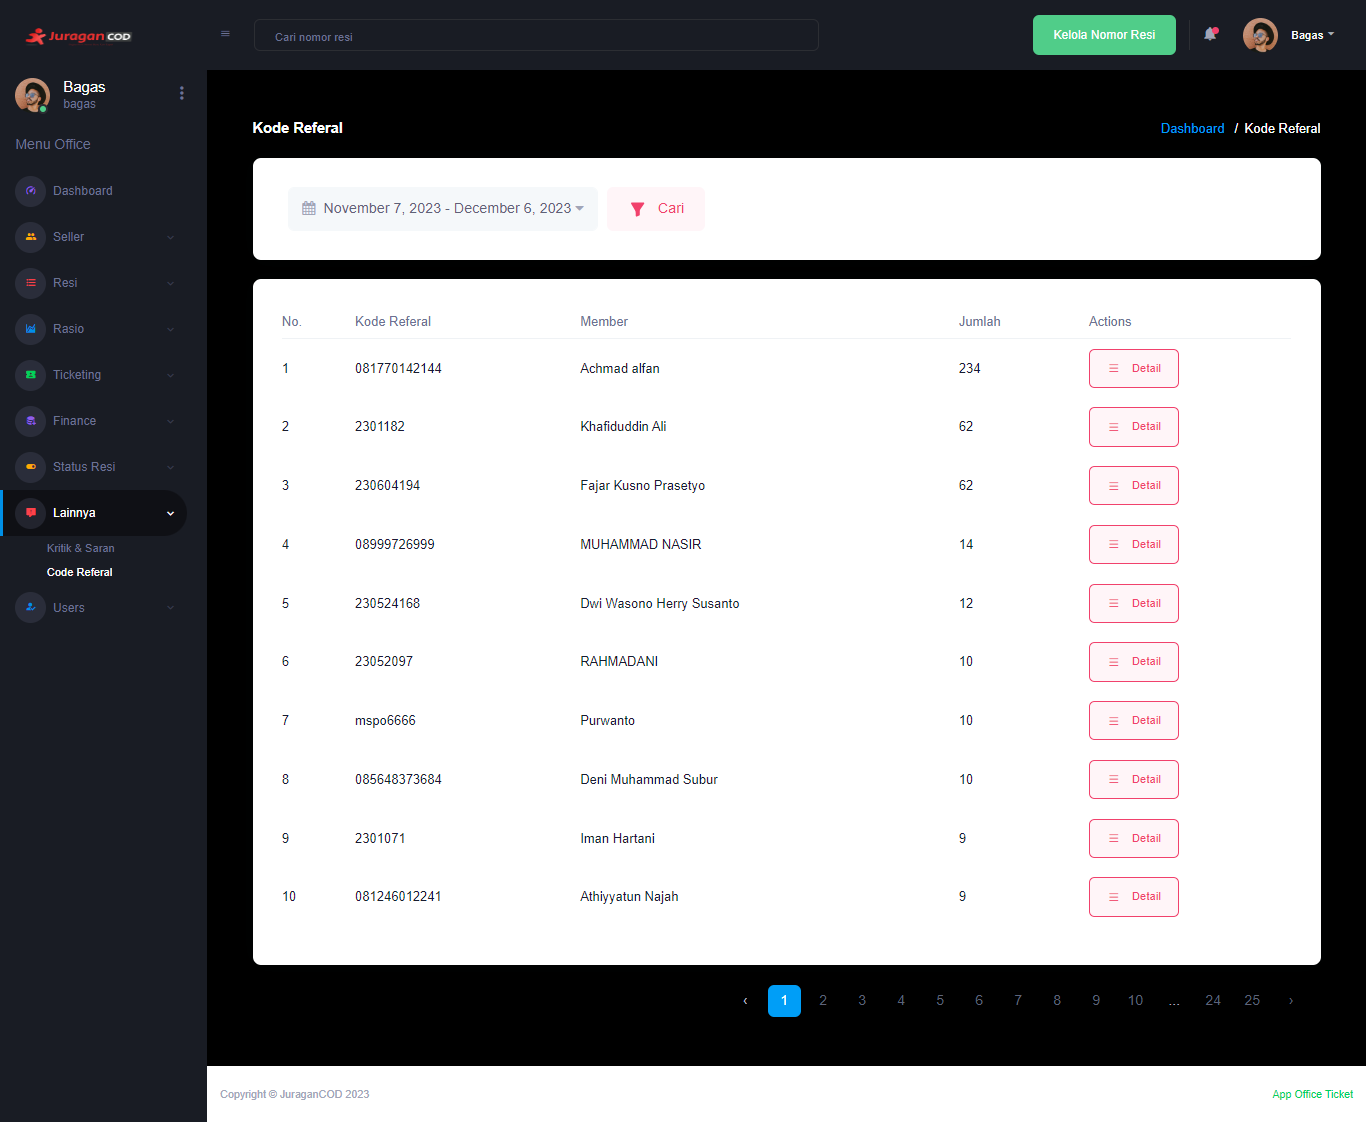 Juragan COD
Cari nomor resi
Kelola Nomor Resi
Bagas
Bagas
bagas
Menu Office
Dashboard
Seller
Resi
Rasio
Ticketing
Finance
Status Resi
Lainnya
Kritik & Saran
Code Referal
Users
Kode Referal
Dashboard / Kode Referal
November 7, 2023 - December 6, 2023
Cari
No. Kode Referal Member Jumlah Actions
1 081770142144 Achmad alfan 234 Detail
2 2301182 Khafiduddin Ali 62 Detail
3 230604194 Fajar Kusno Prasetyo 62 Detail
4 08999726999 MUHAMMAD NASIR 14 Detail
5 230524168 Dwi Wasono Herry Susanto 12 Detail
6 23052097 RAHMADANI 10 Detail
7 mspo6666 Purwanto 10 Detail
8 085648373684 Deni Muhammad Subur 10 Detail
9 2301071 Iman Hartani 9 Detail
10 081246012241 Athiyyatun Najah 9 Detail
‹ 1 2 3 4 5 6 7 8 9 10 ... 24 25 ›
Copyright © JuraganCOD 2023
App Office Ticket